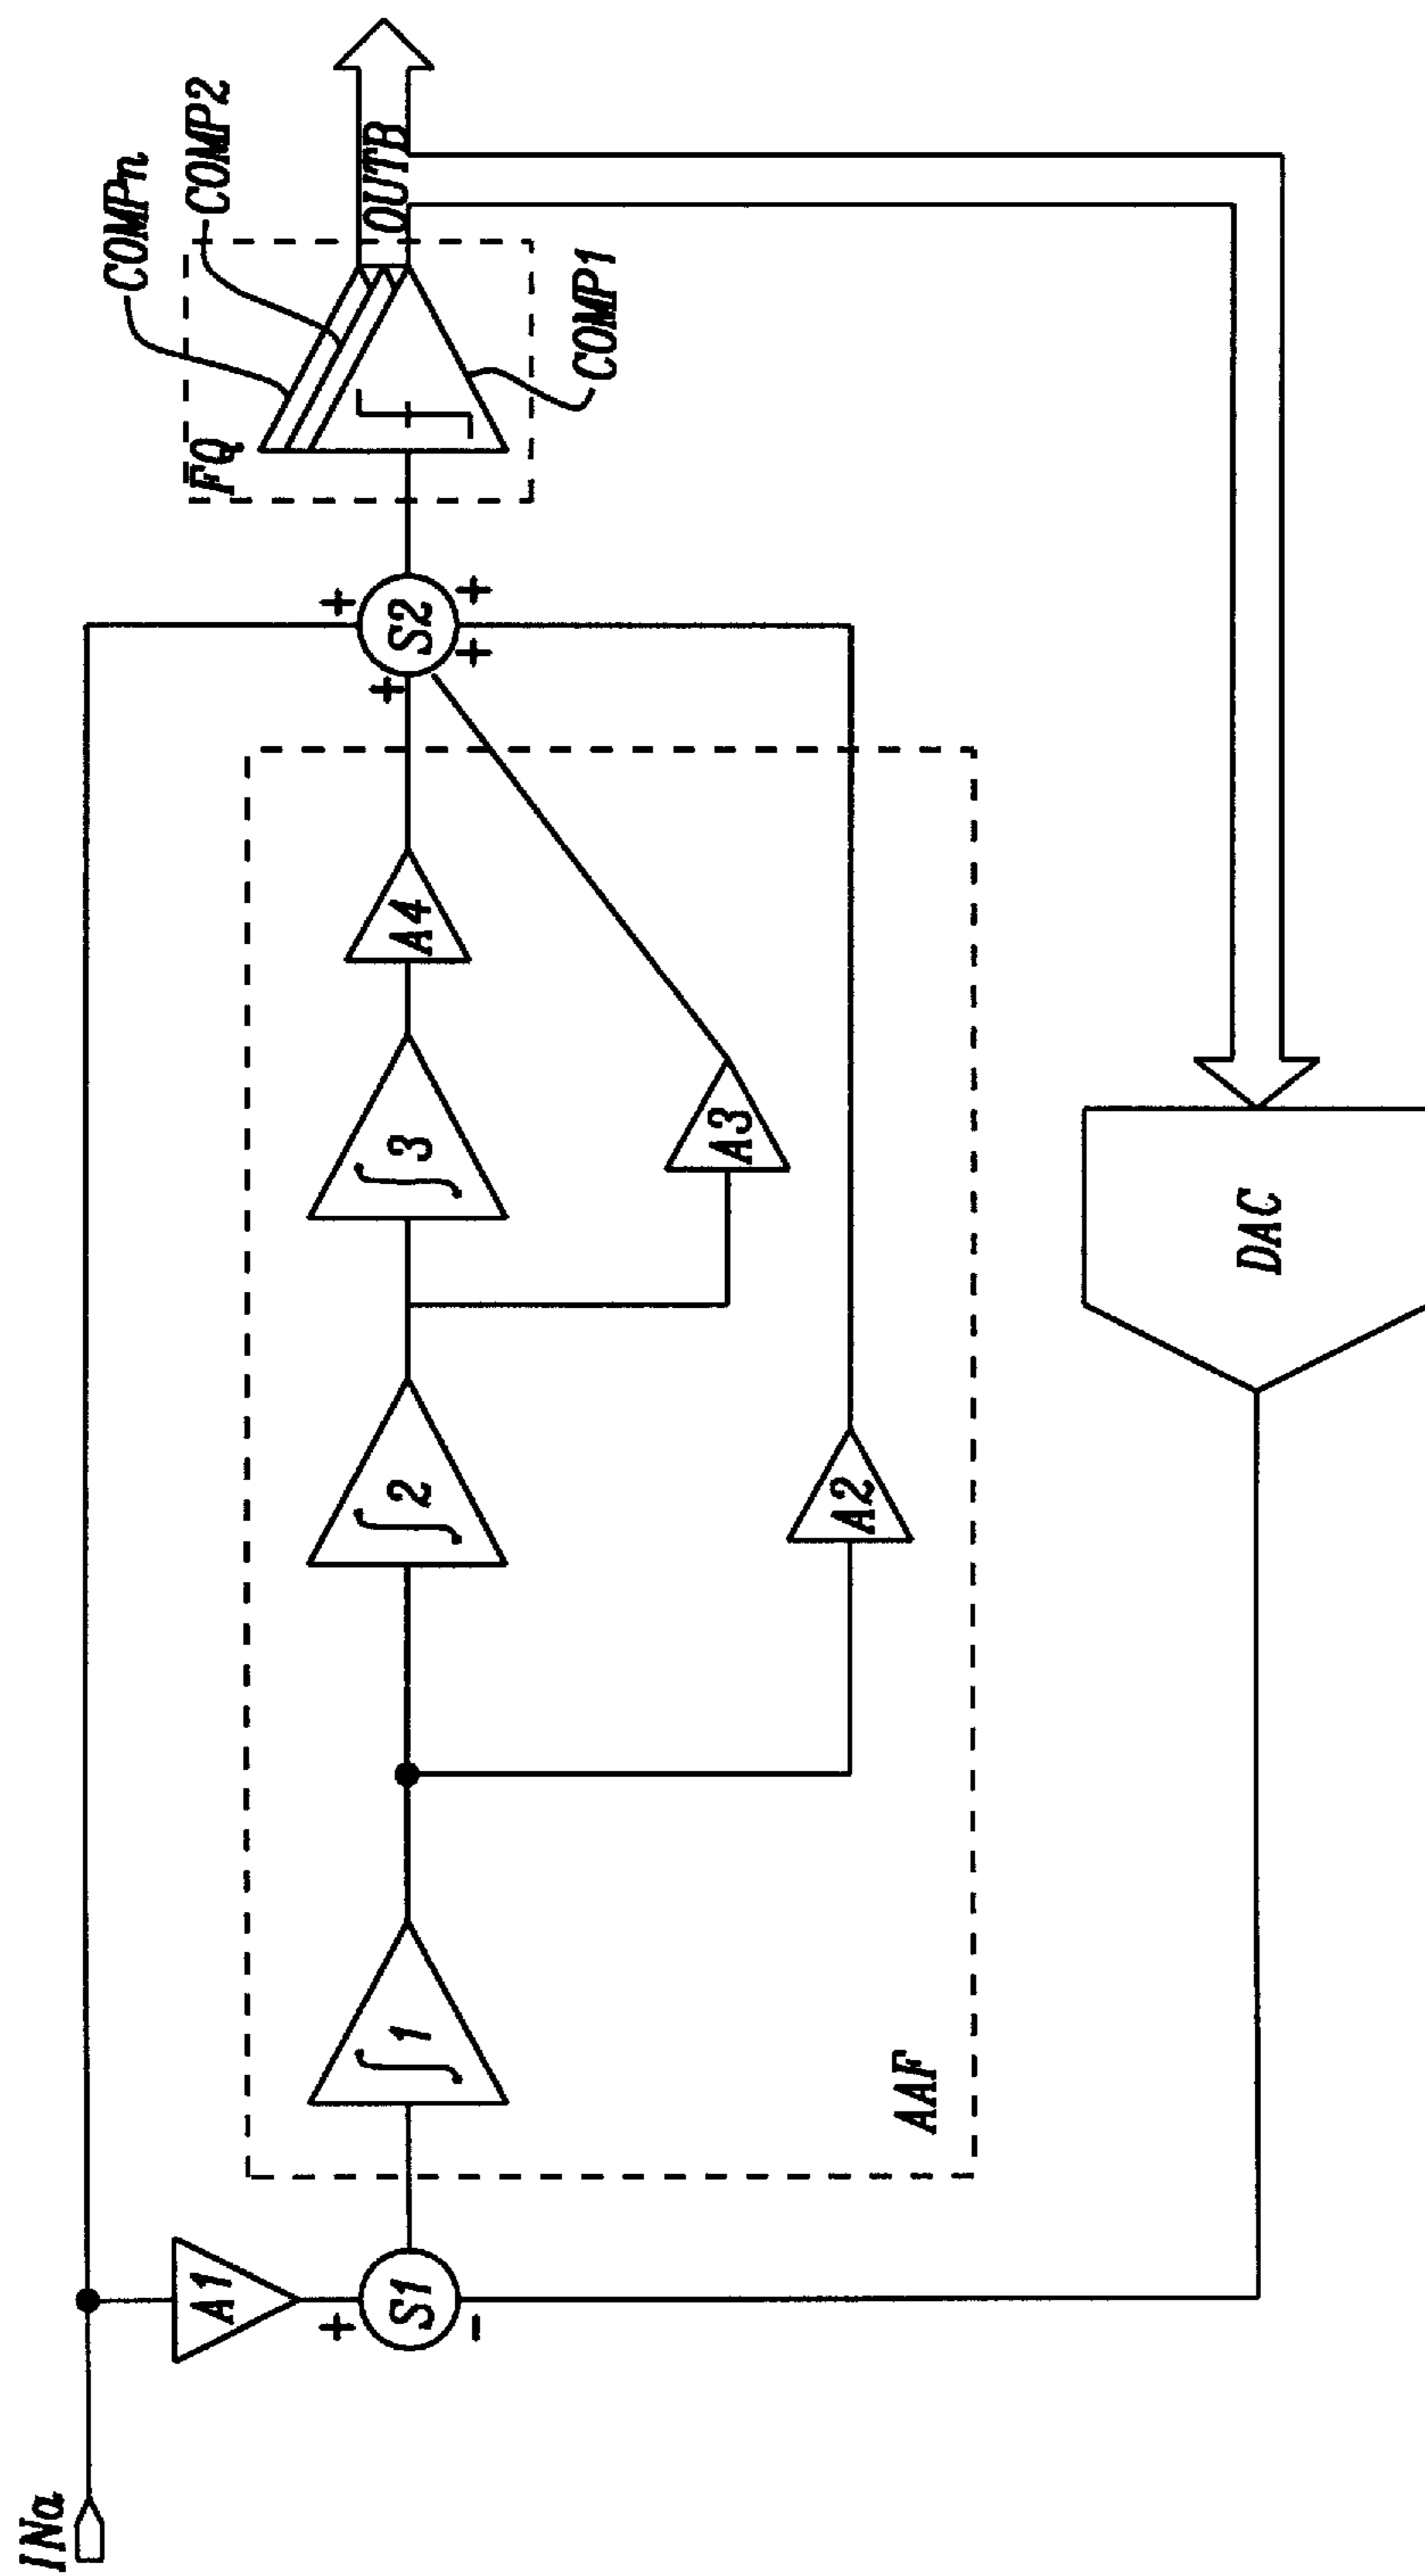 INa
A1
S1
+
-
∫1
∫2
∫3
A4
A3
A2
AAF
S2
+
+
+
+
FQ
COMPn
COMP2
COMP1
OUTB
DAC